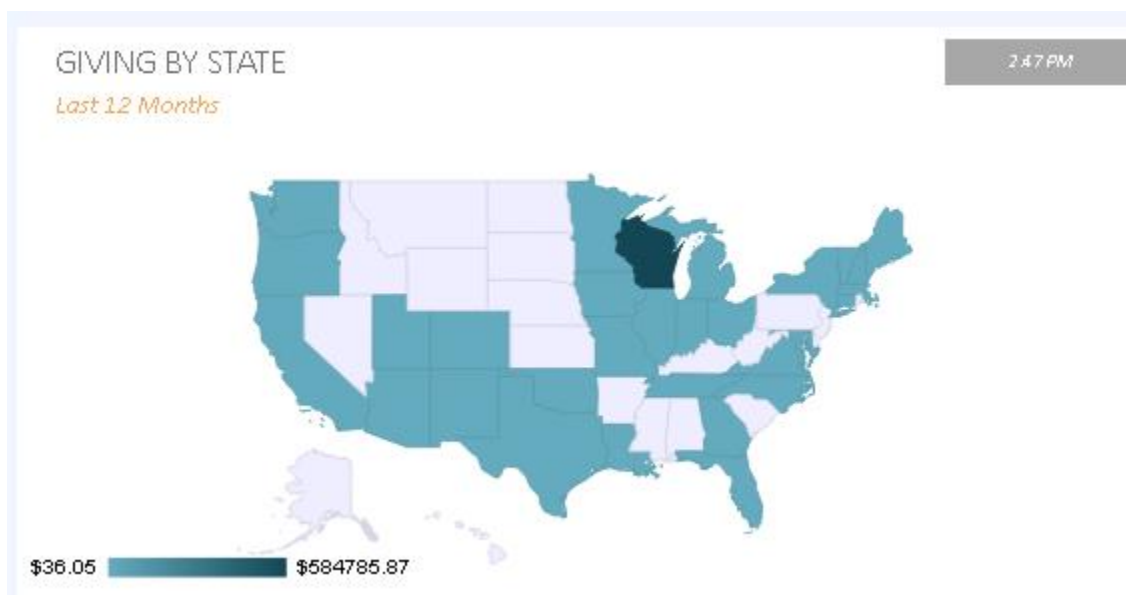 GIVING BY STATE
2:47 PM
Last 12 Months
$36.05
$584785.87